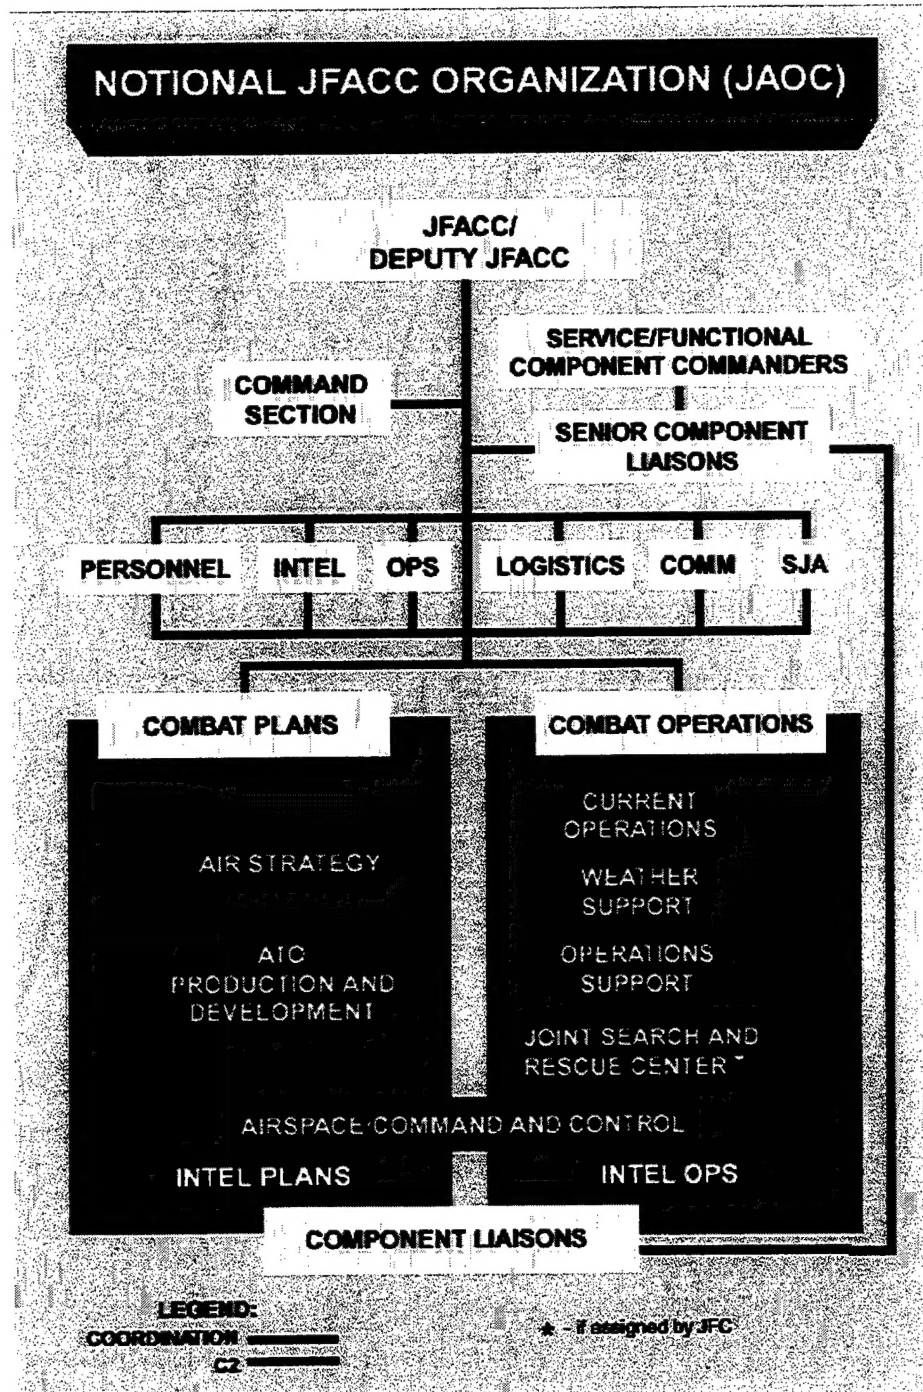 NOTIONAL JFACC ORGANIZATION (JAOC)
JFACC/
DEPUTY JFACC
SERVICE/FUNCTIONAL
COMPONENT COMMANDERS
COMMAND
SECTION
SENIOR COMPONENT
LIAISONS
PERSONNEL INTEL OPS LOGISTICS COMM SJA
COMBAT PLANS
COMBAT OPERATIONS
AIR STRATEGY
ATO
PRODUCTION AND
DEVELOPMENT
CURRENT
OPERATIONS
WEATHER
SUPPORT
OPERATIONS
SUPPORT
JOINT SEARCH AND
RESCUE CENTER *
AIRSPACE COMMAND AND CONTROL
INTEL PLANS
INTEL OPS
COMPONENT LIAISONS
LEGEND:
COORDINATION
C2
* - if assigned by JFC